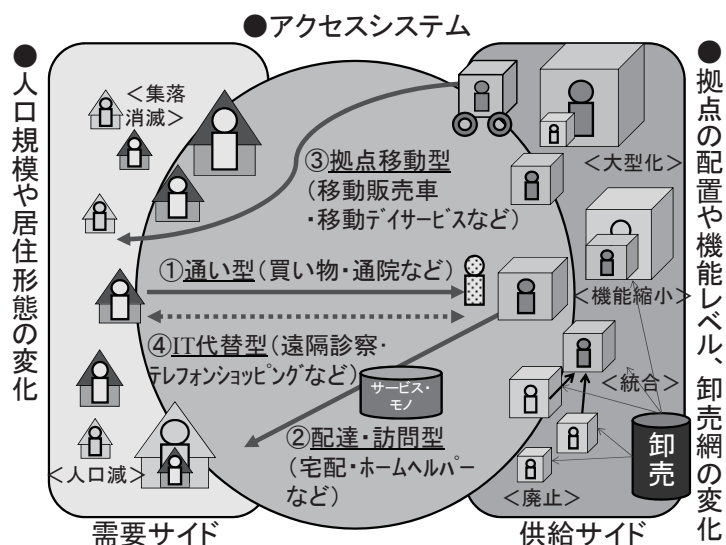 ●アクセスシステム
●人口規模や居住形態の変化
＜集落
消滅＞
＜人口減＞
需要サイド
③拠点移動型
(移動販売車
・移動デイサービスなど)
①通い型(買い物・通院など)
④IT代替型(遠隔診察・
テレフォンショッピングなど)
サービス・
モノ
②配達・訪問型
(宅配・ホームヘルパー
など)
＜大型化＞
＜機能縮小＞
＜統合＞
卸売
＜廃止＞
供給サイド
●拠点の配置や機能レベル、卸売網の変化